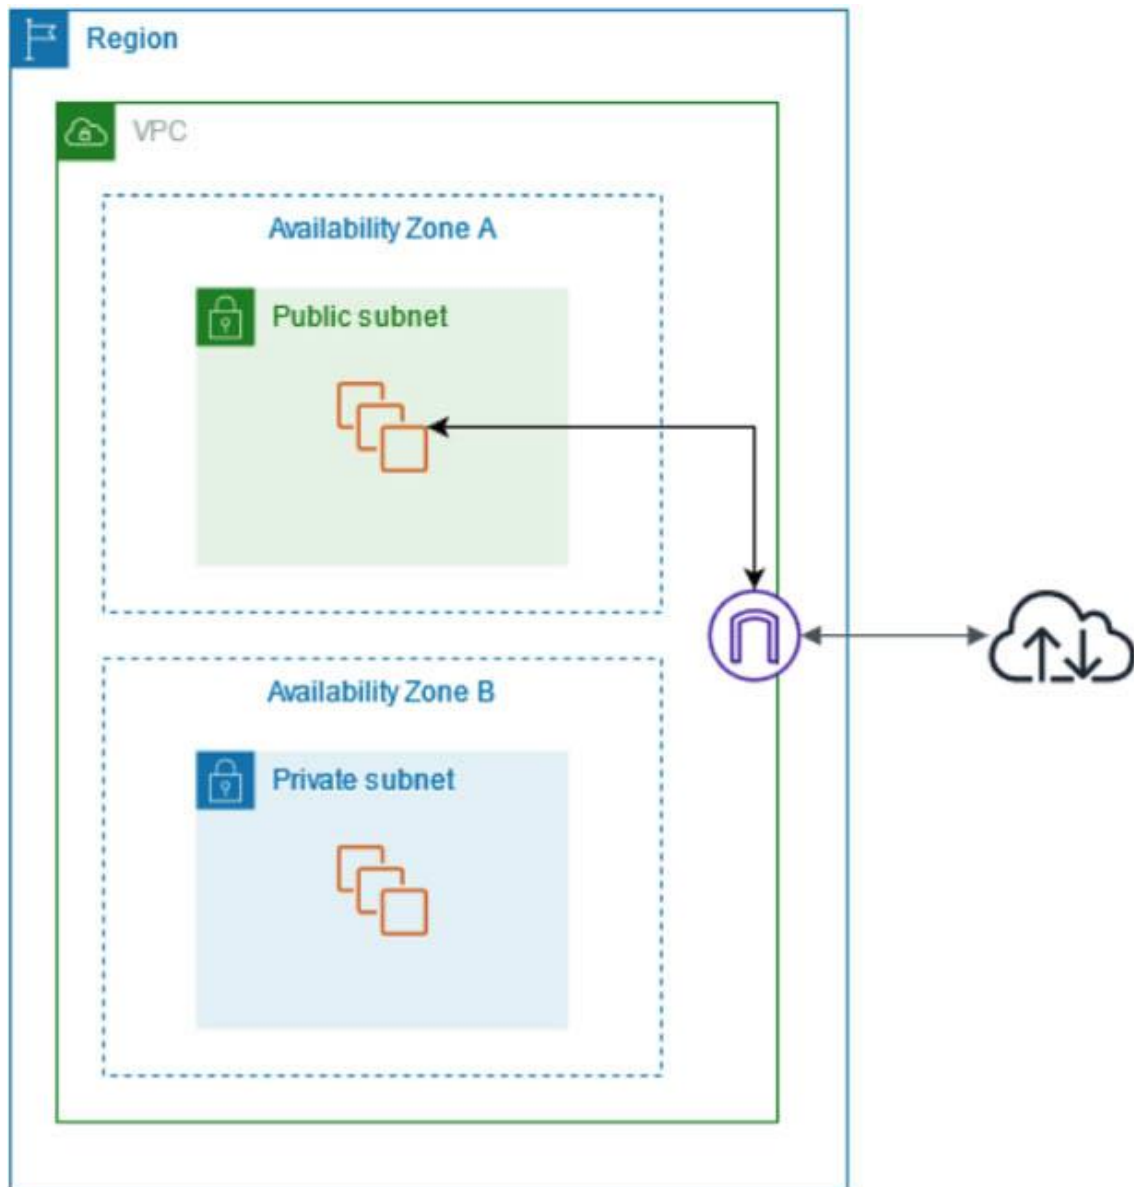 Region
VPC
Availability Zone A
Public subnet
Availability Zone B
Private subnet